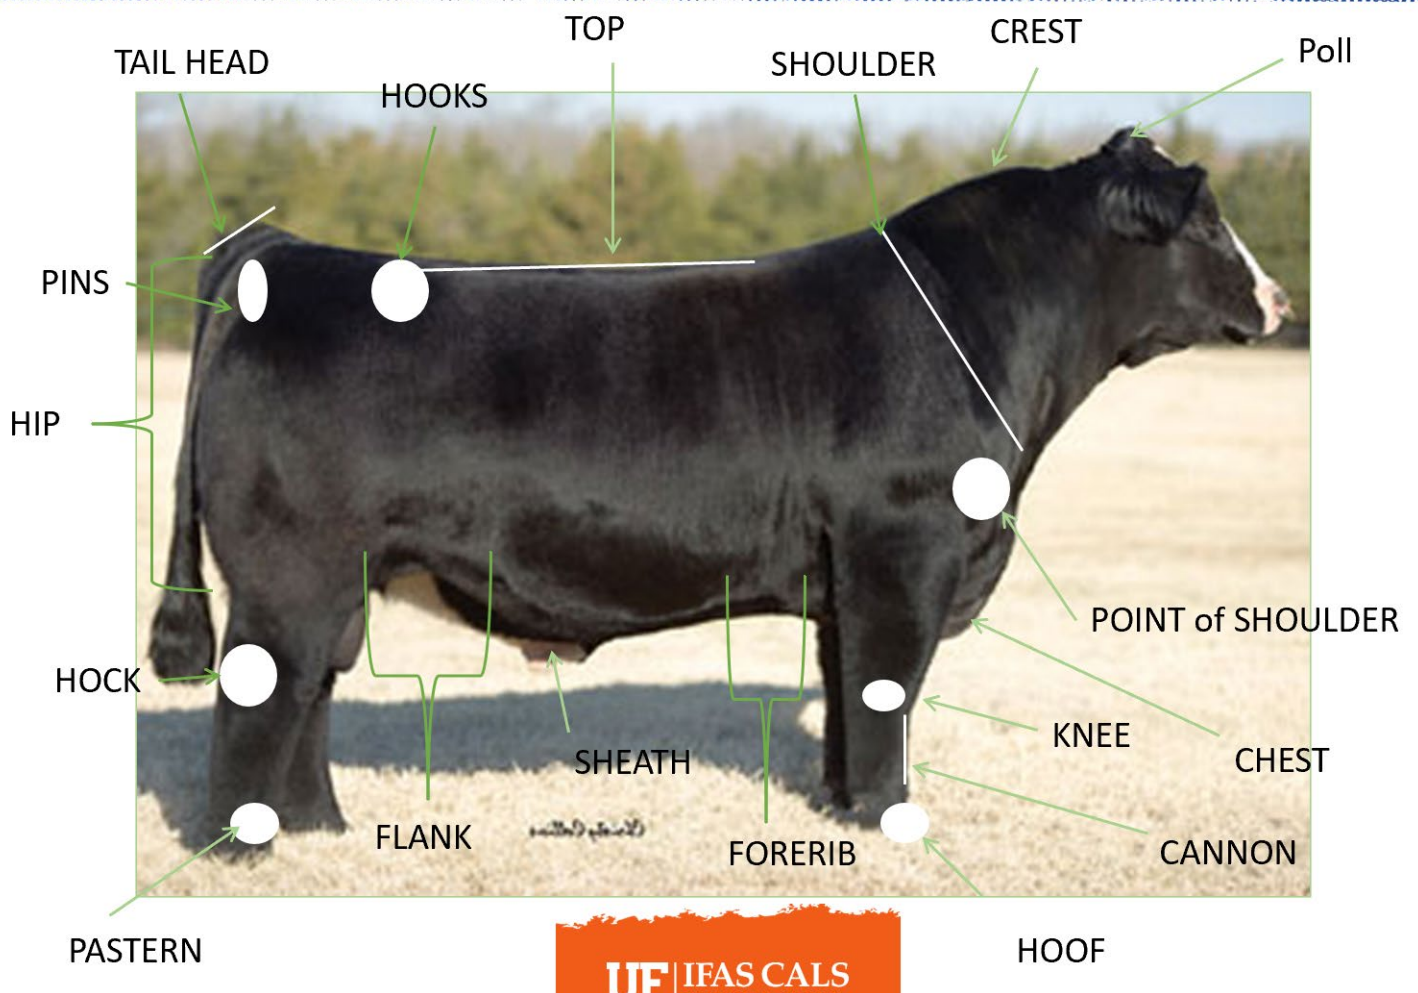 TOP
CREST
Poll
TAIL HEAD
SHOULDER
HOOKS
PINS
HIP
POINT of SHOULDER
HOCK
KNEE
SHEATH
CHEST
FLANK
FORERIB
CANNON
PASTERN
HOOF
UF | IFAS CALS